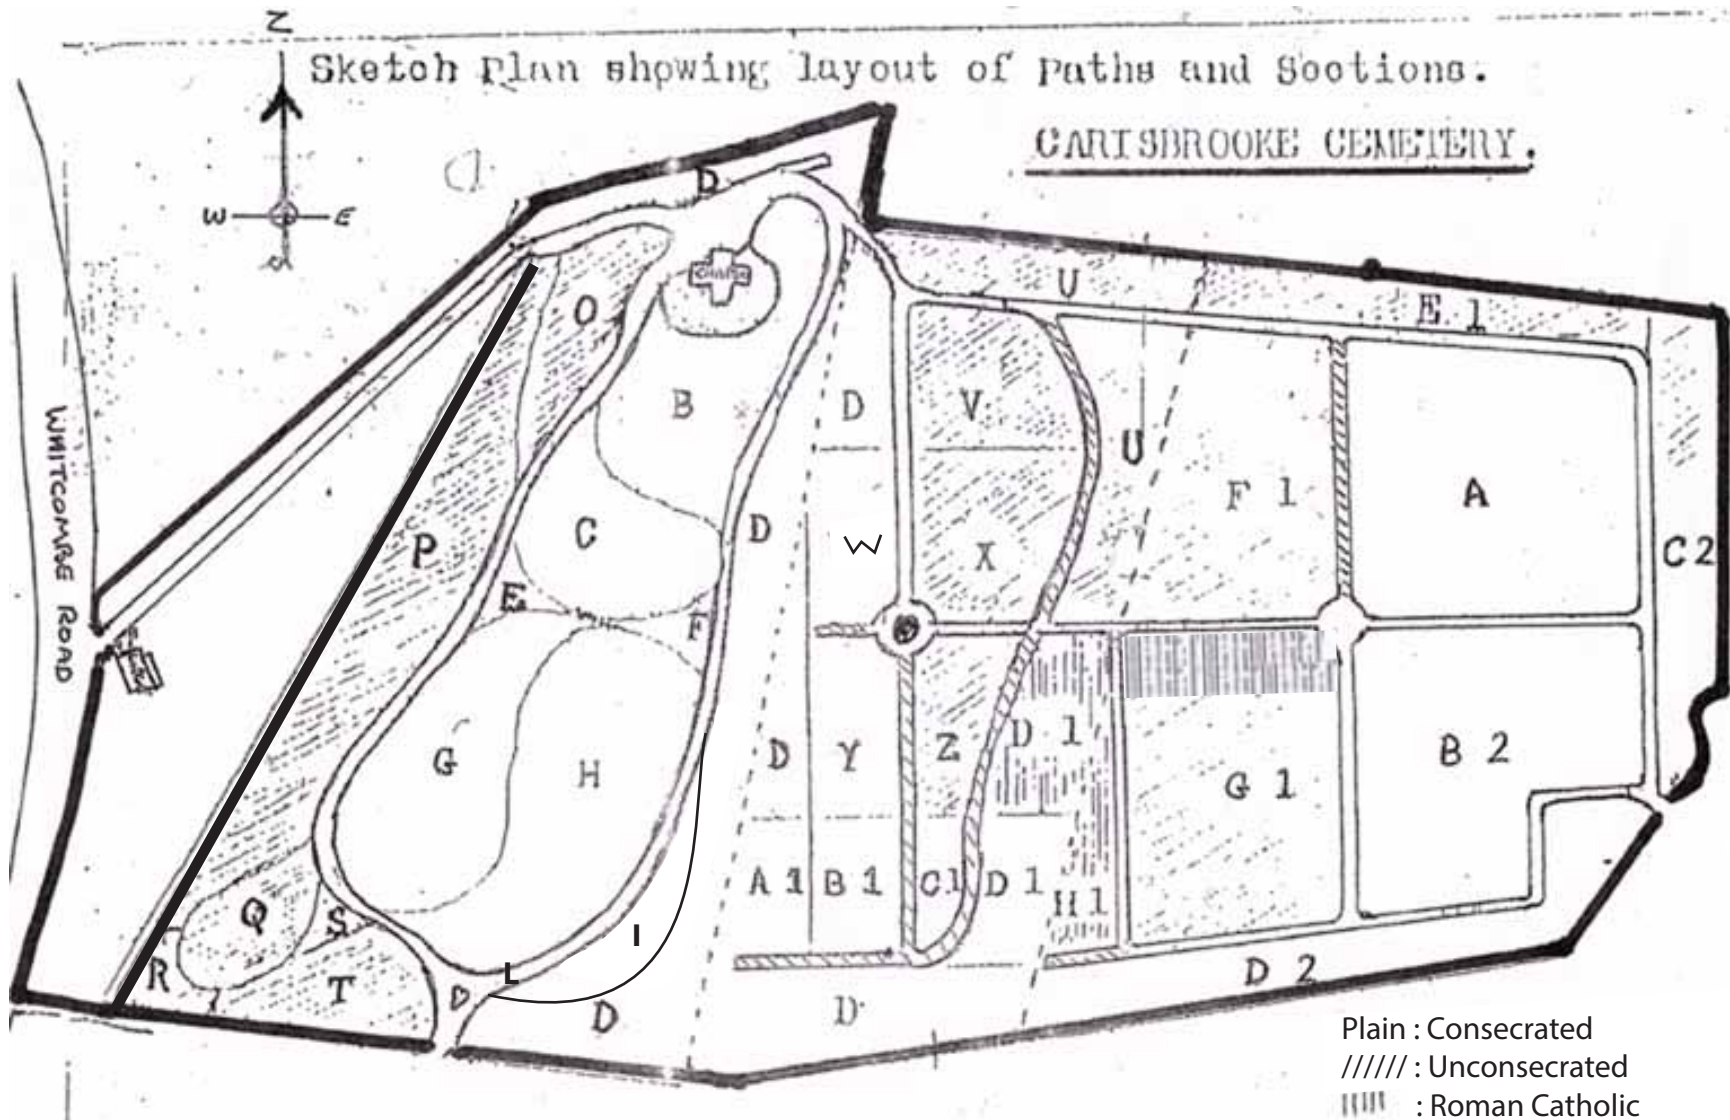 N
Sketch Plan showing layout of Paths and Sections.
CARISBROOKE CEMETERY.
W E
S
D
CHAPEL
WHITCOMBE ROAD
O
U
E 1
B
D
V
U
F 1
A
P
C
D
W
X
C 2
E
F
G
H
D
Y
Z
D 1
G 1
B 2
A 1
B 1
C 1
D 1
H 1
Q
S
I
R
T
L
D
D
D
D 2
Plain : Consecrated
////// : Unconsecrated
: Roman Catholic